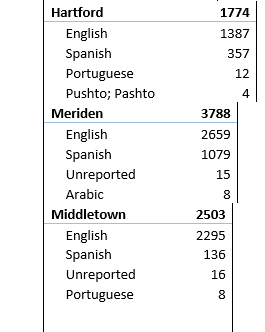 Hartford 1774
English 1387
Spanish 357
Portuguese 12
Pushto; Pashto 4
Meriden 3788
English 2659
Spanish 1079
Unreported 15
Arabic 8
Middletown 2503
English 2295
Spanish 136
Unreported 16
Portuguese 8